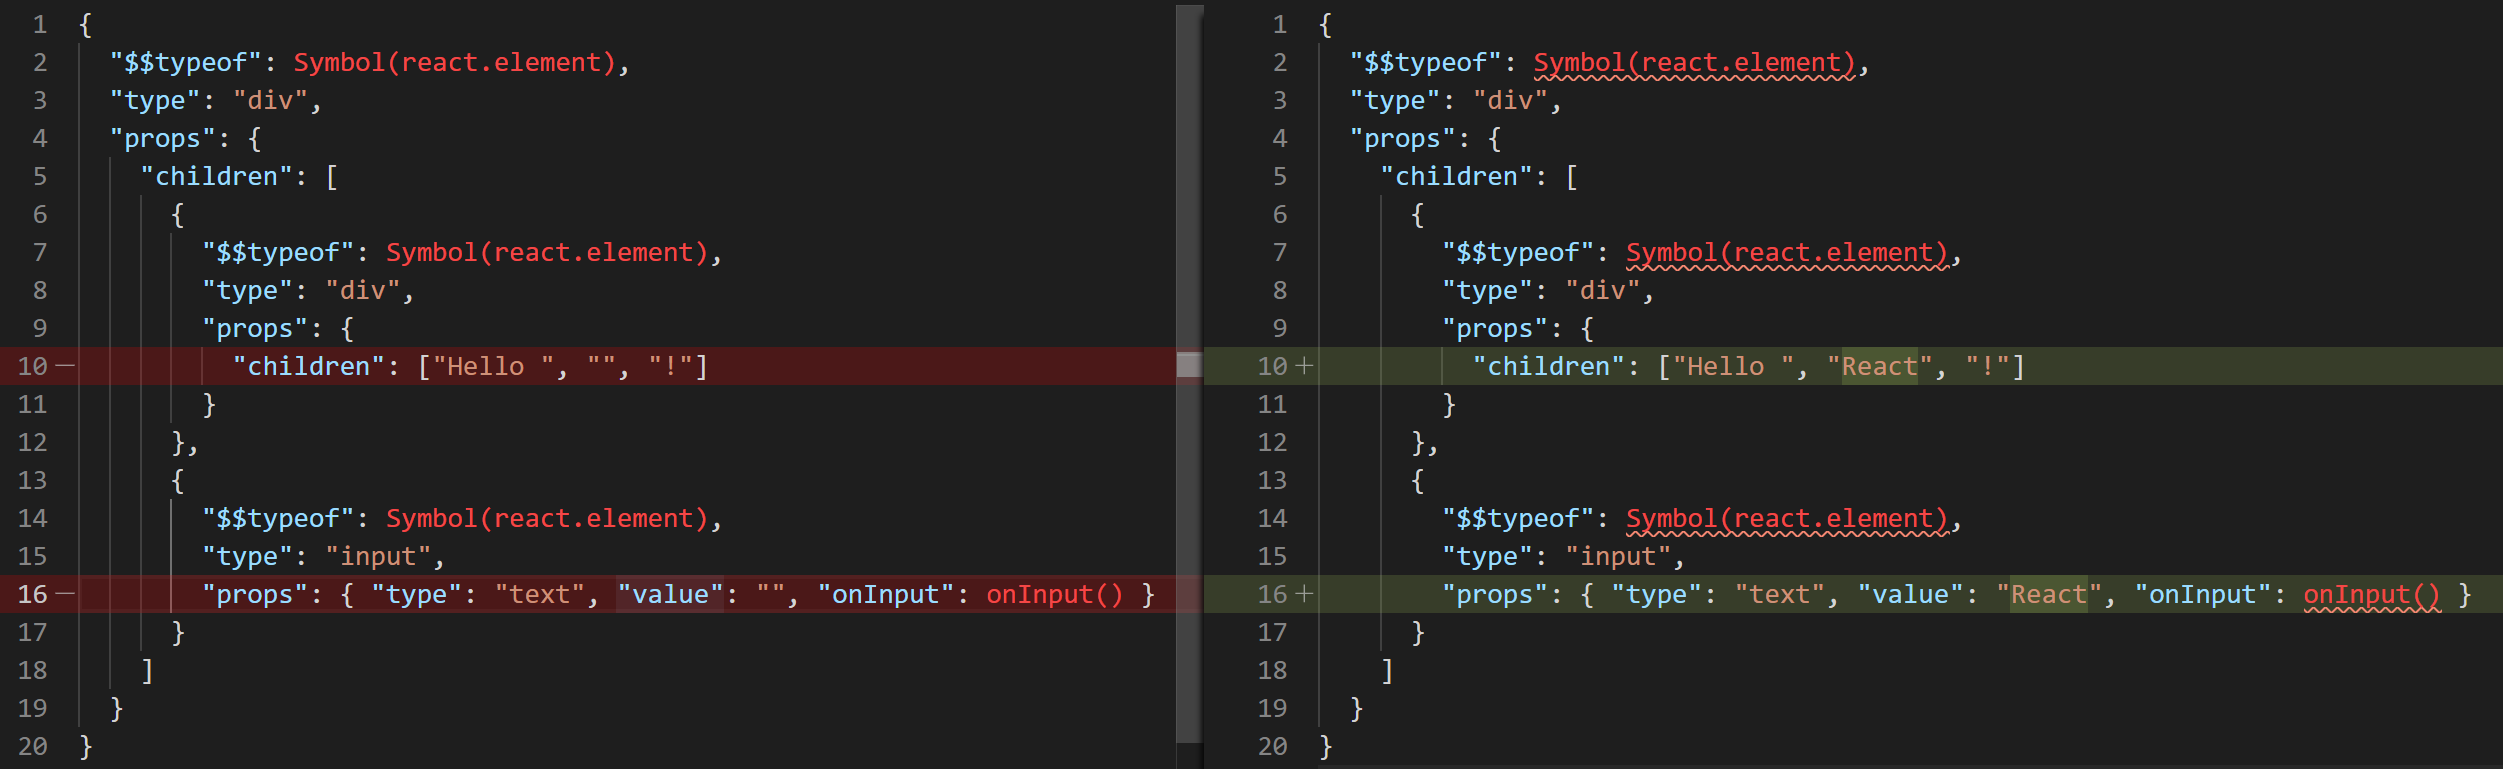 1 {
2 "$$typeof": Symbol(react.element),
3 "type": "div",
4 "props": {
5 "children": [
6 {
7 "$$typeof": Symbol(react.element),
8 "type": "div",
9 "props": {
10 — "children": ["Hello ", "", "!"]
11 }
12 },
13 {
14 "$$typeof": Symbol(react.element),
15 "type": "input",
16 — "props": { "type": "text", "value": "", "onInput": onInput() }
17 }
18 ]
19 }
20 }
1 {
2 "$$typeof": Symbol(react.element),
3 "type": "div",
4 "props": {
5 "children": [
6 {
7 "$$typeof": Symbol(react.element),
8 "type": "div",
9 "props": {
10 + "children": ["Hello ", "React", "!"]
11 }
12 },
13 {
14 "$$typeof": Symbol(react.element),
15 "type": "input",
16 + "props": { "type": "text", "value": "React", "onInput": onInput() }
17 }
18 ]
19 }
20 }